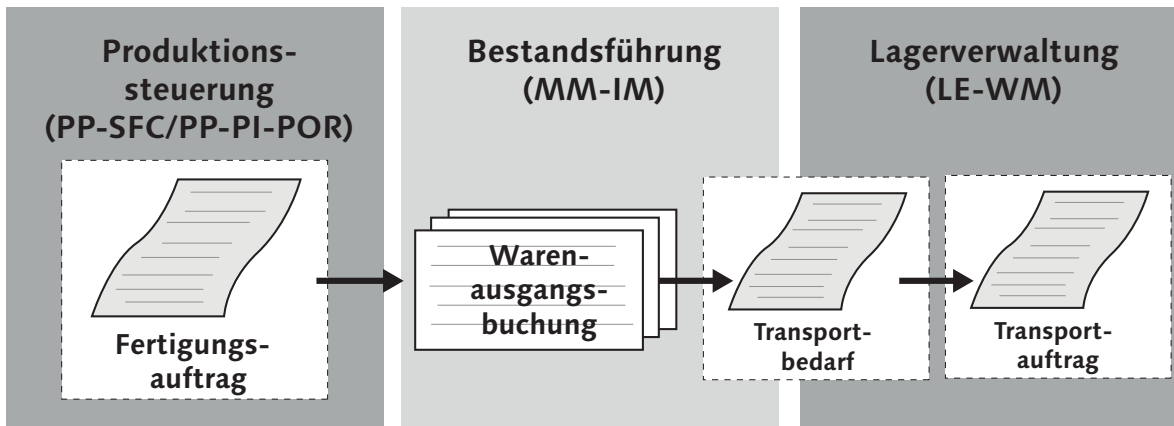 Produktions-
steuerung
(PP-SFC/PP-PI-POR)
Fertigungs-
auftrag
Bestandsführung
(MM-IM)
Waren-
ausgangs-
buchung
Lagerverwaltung
(LE-WM)
Transport-
bedarf
Transport-
auftrag